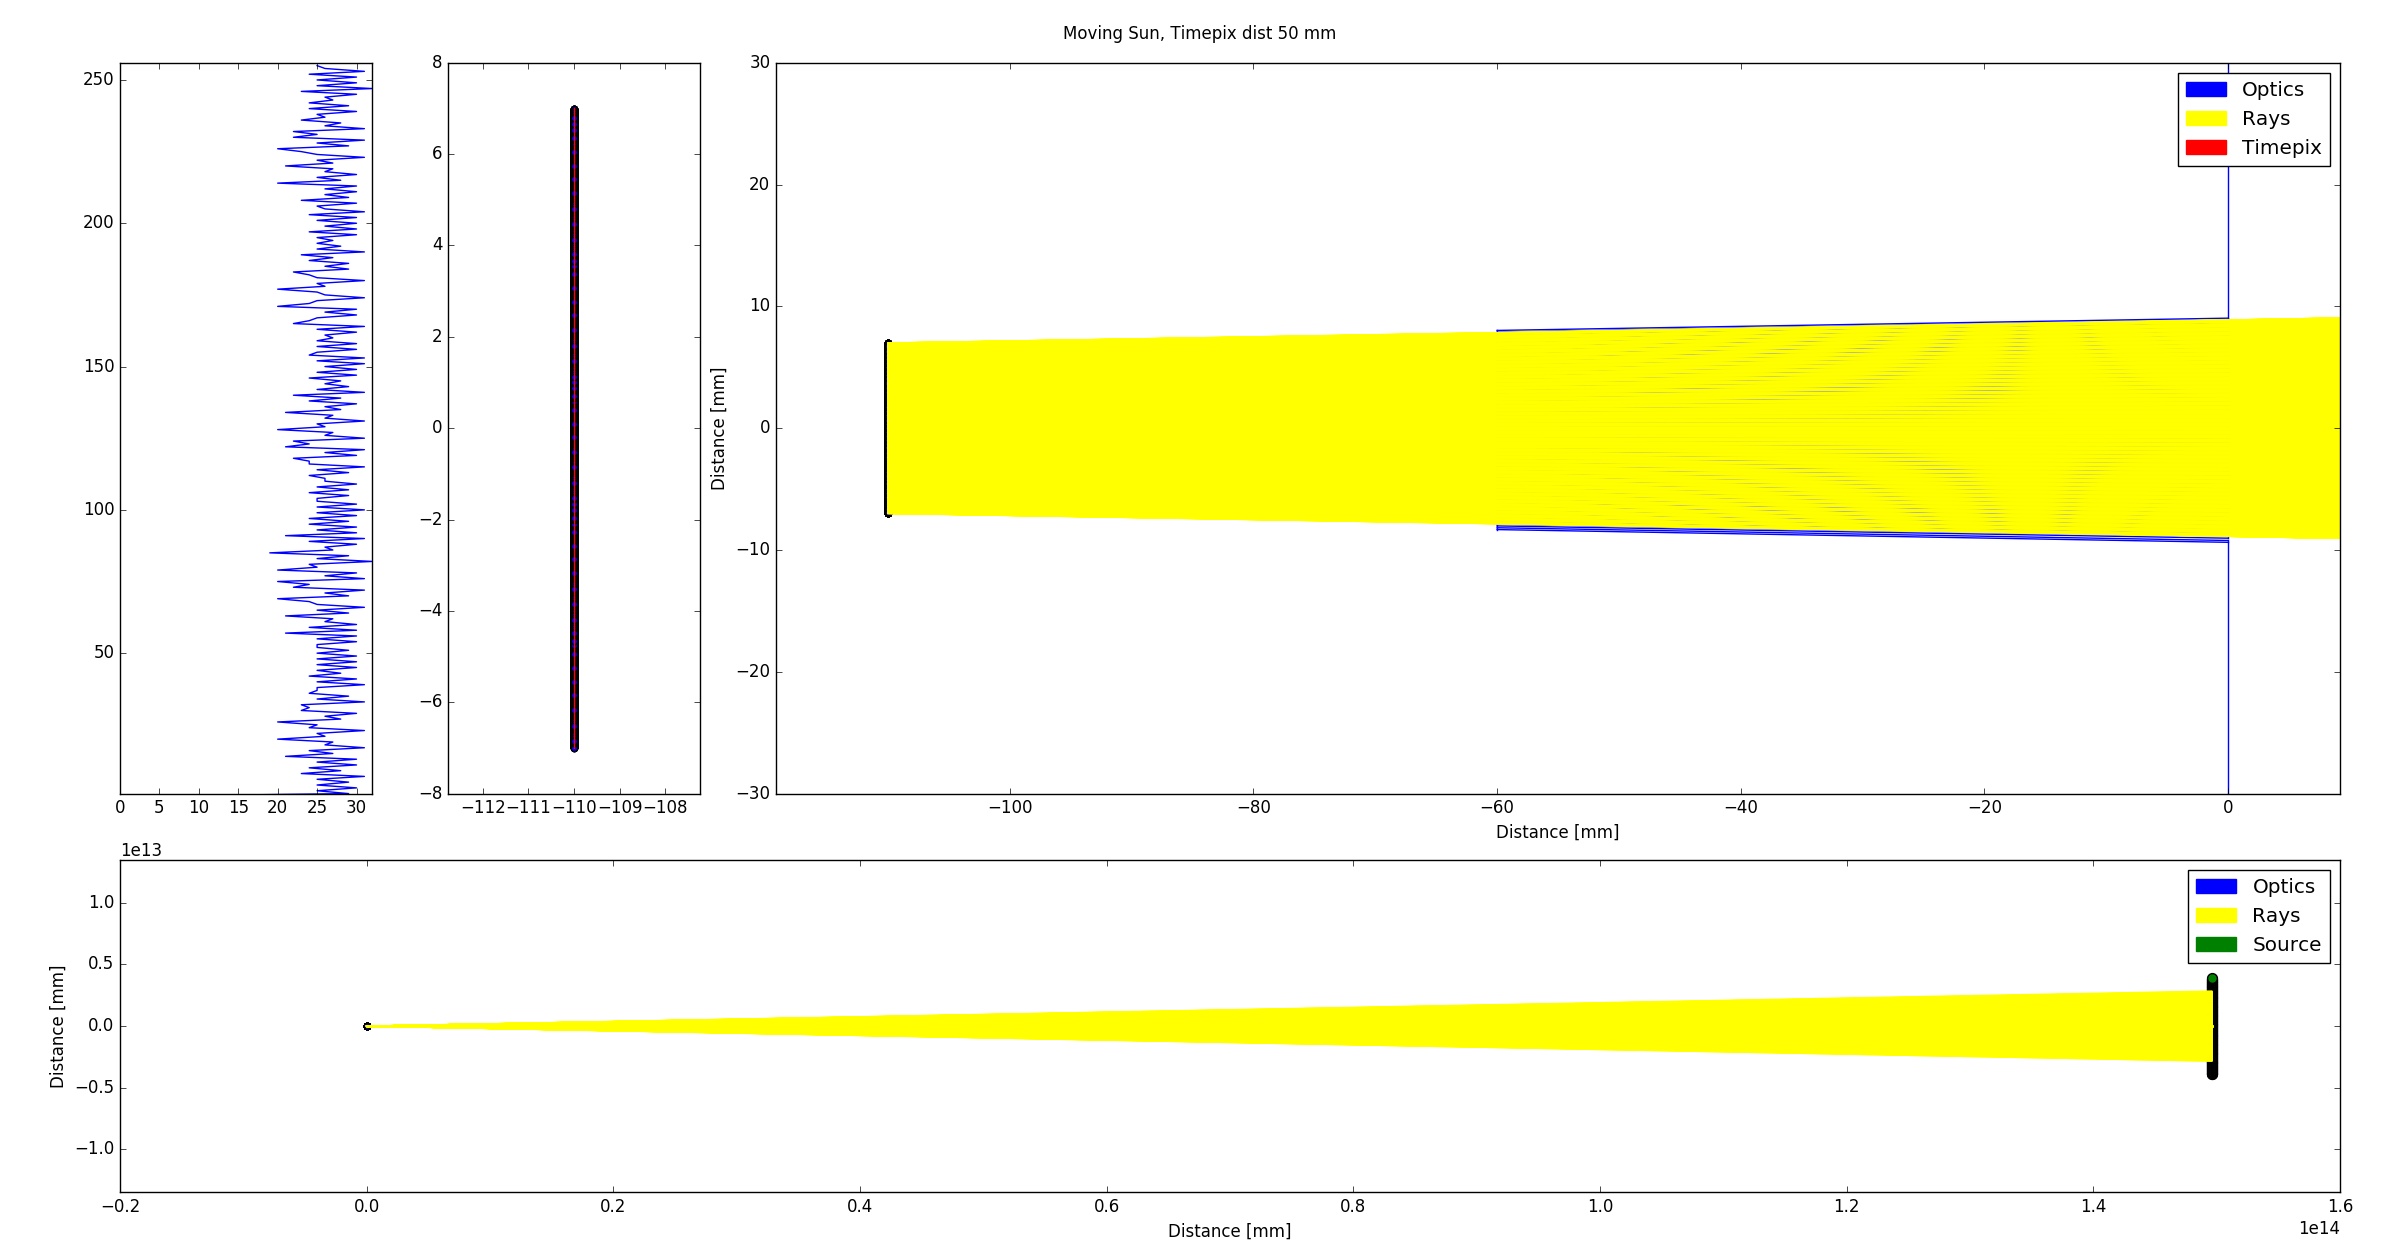 Moving Sun, Timepix dist 50 mm
250
200
150
100
50
0 5 10 15 20 25 30
8
6
4
2
0
−2
−4
−6
−8
−112 −111 −110 −109 −108
Distance [mm]
30
20
10
0
−10
−20
−30
−100 −80 −60 −40 −20 0
Distance [mm]
Optics
Rays
Timepix
1e13
Distance [mm]
1.0
0.5
0.0
−0.5
−1.0
−0.2 0.0 0.2 0.4 0.6 0.8 1.0 1.2 1.4 1.6
1e14
Distance [mm]
Optics
Rays
Source